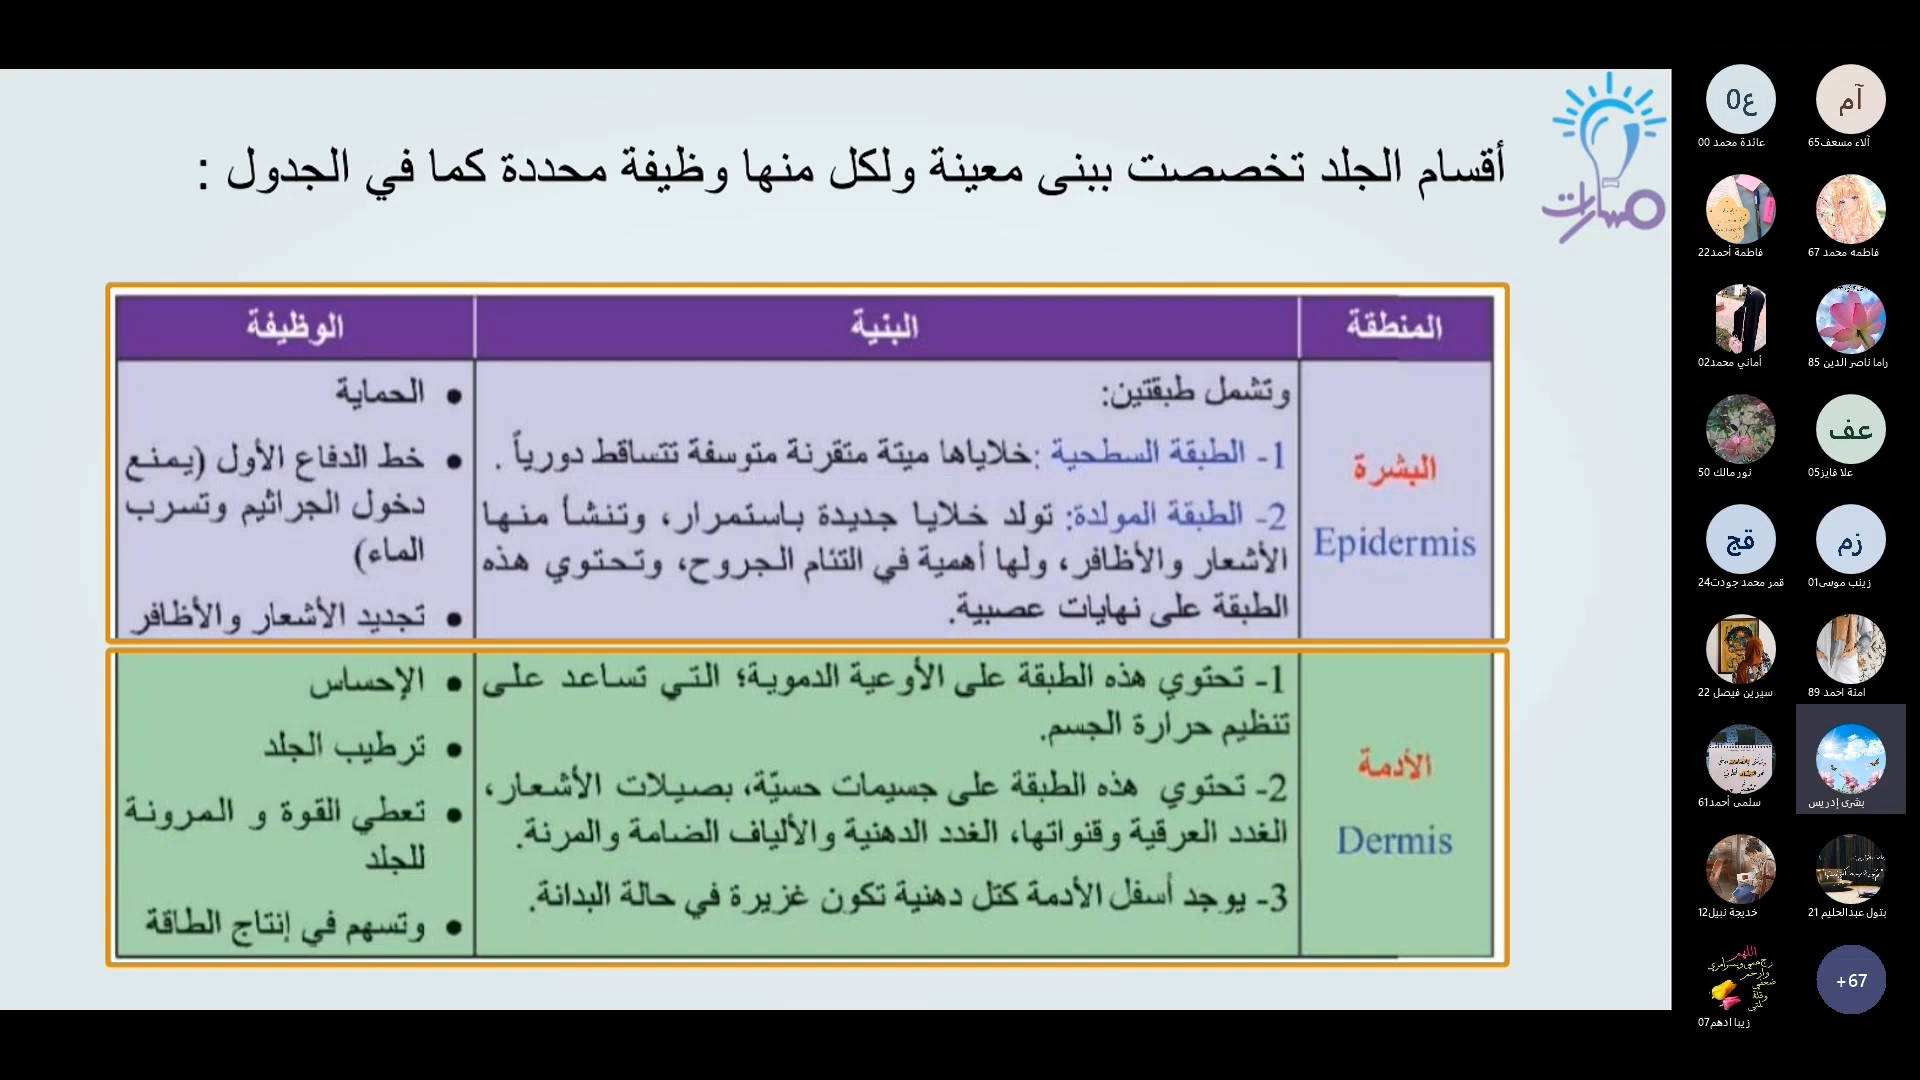 أقسام الجلد تخصصت ببنى معينة ولكل منها وظيفة محددة كما في الجدول :
مسارات
المنطقة
البنية
الوظيفة
البشرة
Epidermis
وتشمل طبقتين:
1- الطبقة السطحية :خلاياها ميتة متقرنة متوسفة تتساقط دورياً .
2- الطبقة المولدة: تولد خلايا جديدة باستمرار، وتنشأ منها
الأشعار والأظافر، ولها أهمية في التئام الجروح، وتحتوي هذه
الطبقة على نهايات عصبية.
• الحماية
• خط الدفاع الأول (يمنع
دخول الجراثيم وتسرب
الماء)
• تجديد الأشعار والأظافر
الأدمة
Dermis
1- تحتوي هذه الطبقة على الأوعية الدموية؛ التي تساعد على
تنظيم حرارة الجسم.
2- تحتوي هذه الطبقة على جسيمات حسيّة، بصيلات الأشعار،
الغدد العرقية وقنواتها، الغدد الدهنية والألياف الضامة والمرنة.
3- يوجد أسفل الأدمة كتل دهنية تكون غزيرة في حالة البدانة.
• الإحساس
• ترطيب الجلد
• تعطي القوة و المرونة
للجلد
• وتسهم في إنتاج الطاقة
آم
آلاء مسعف65
ع0
عائدة محمد 00
فاطمه محمد 67
فاطمة أحمد22
راما ناصر الدين 85
أماني محمد02
عف
علا فايز05
نور مالك 50
زم
زينب موسى01
قج
قمر محمد جودت24
امنة احمد 89
سيرين فيصل 22
بشرى إدريس
سلمى أحمد61
بتول عبدالحليم 21
خديجة نبيل12
+67
اللهم
زيبا ادهم07